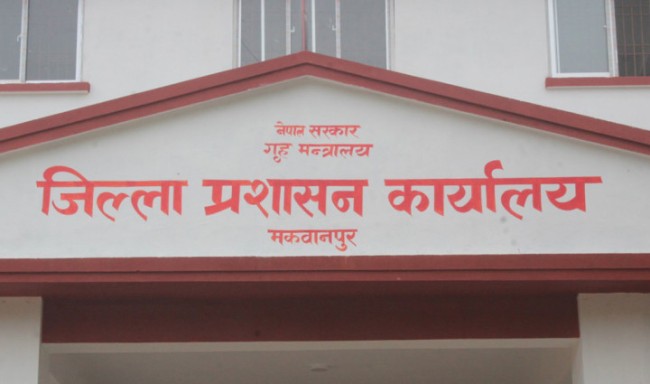 नेपाल सरकार
गृह मन्त्रालय
जिल्ला प्रशासन कार्यालय
मकवानपुर